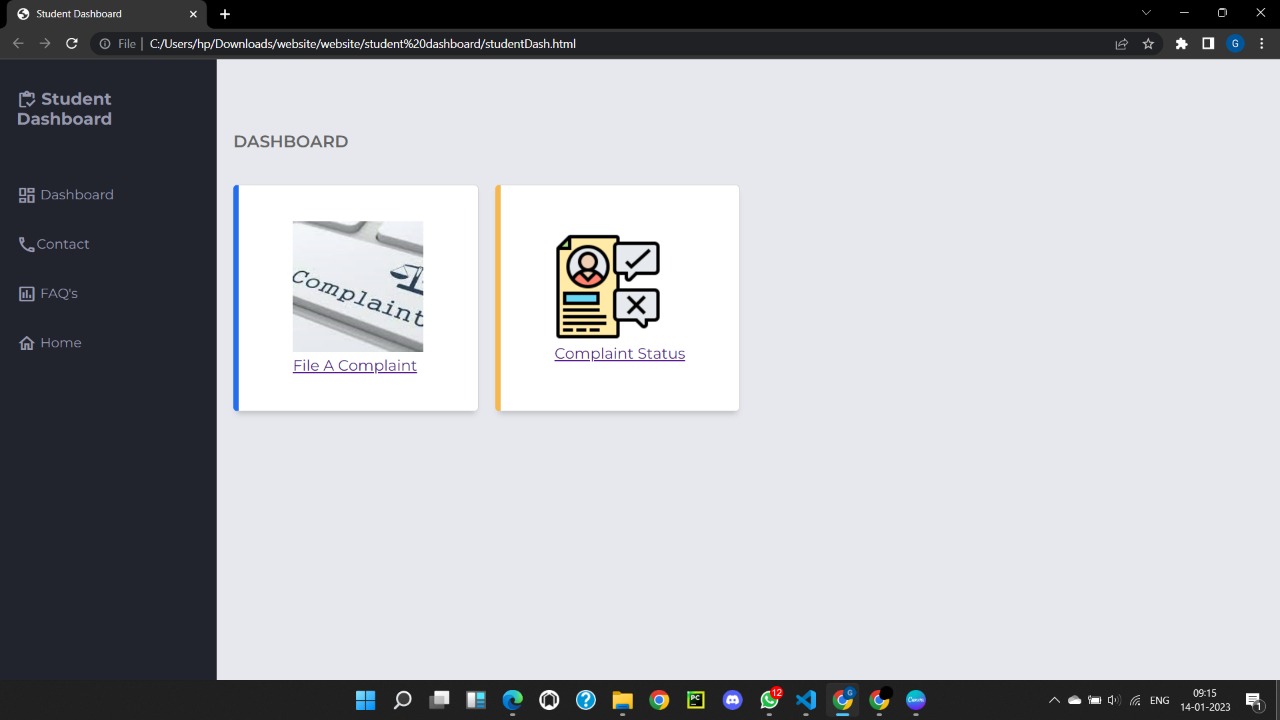 Student Dashboard
File
C:/Users/hp/Downloads/website/website/student%20dashboard/studentDash.html
G
Student
Dashboard
Dashboard
Contact
FAQ's
Home
DASHBOARD
Complaint
File A Complaint
Complaint Status
PC
12
G
Canva
ENG
09:15
14-01-2023
1